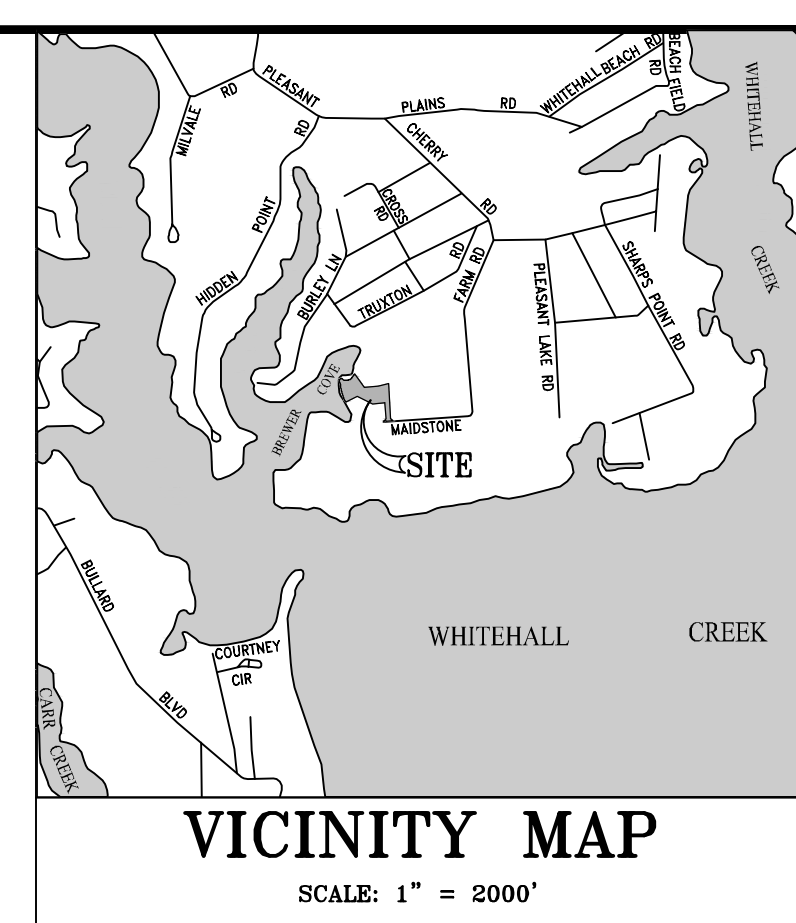 MILVALE RD
PLEASANT PLAINS RD
WHITEHALL BEACH RD
BEACH FIELD RD
WHITEHALL CREEK
HIDDEN POINT RD
CHERRY RD
CROSS RD
BURLEY LN
TRUXTON RD
FARM RD
PLEASANT LAKE RD
SHARPS POINT RD
BREWER COVE
MAIDSTONE
SITE
BULLARD BLVD
COURTNEY CIR
WHITEHALL CREEK
CARR CREEK
VICINITY MAP
SCALE: 1" = 2000'